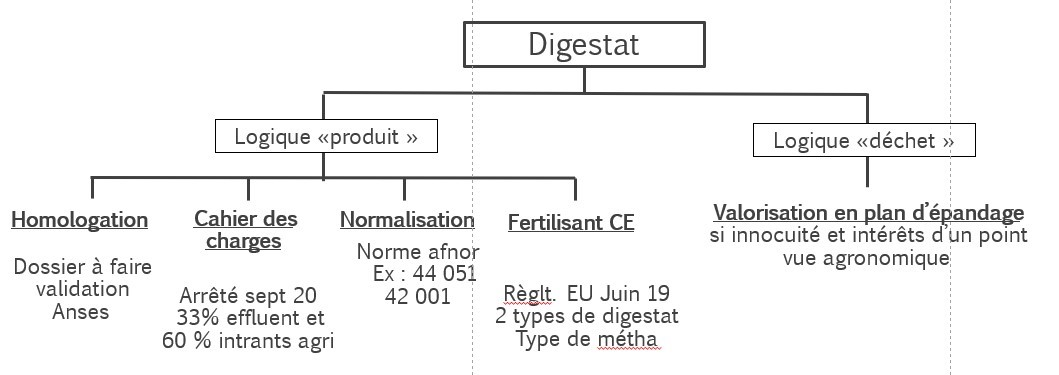 Digestat
Logique «produit »
Logique «déchet »
Homologation
Dossier à faire
validation
Anses
Cahier des
charges
Arrêté sept 20
33% effluent et
60 % intrants agri
Normalisation
Norme afnor
Ex : 44 051
42 001
Fertilisant CE
Règlt. EU Juin 19
2 types de digestat
Type de métha
Valorisation en plan d’épandage
si innocuité et intérêts d’un point
vue agronomique